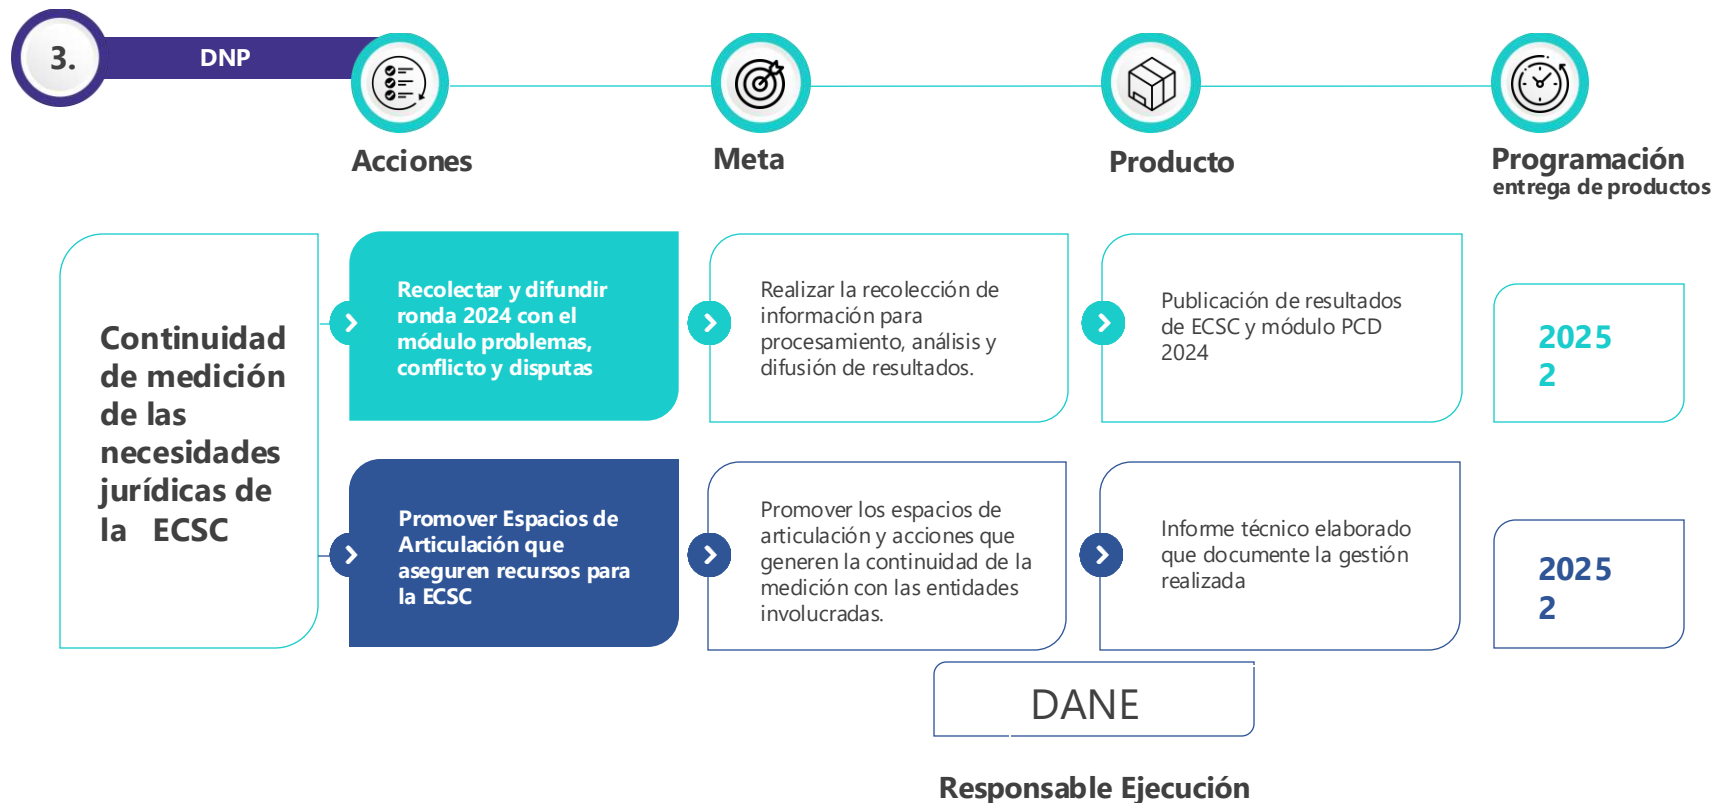 3.
DNP
Acciones
Meta
Producto
Programación
entrega de productos
Continuidad
de medición
de las
necesidades
jurídicas de
la ECSC
Recolectar y difundir
ronda 2024 con el
módulo problemas,
conflicto y disputas
Realizar la recolección de
información para
procesamiento, análisis y
difusión de resultados.
Publicación de resultados
de ECSC y módulo PCD
2024
2025
2
Promover Espacios de
Articulación que
aseguren recursos para
la ECSC
Promover los espacios de
articulación y acciones que
generen la continuidad de la
medición con las entidades
involucradas.
Informe técnico elaborado
que documente la gestión
realizada
2025
2
DANE
Responsable Ejecución